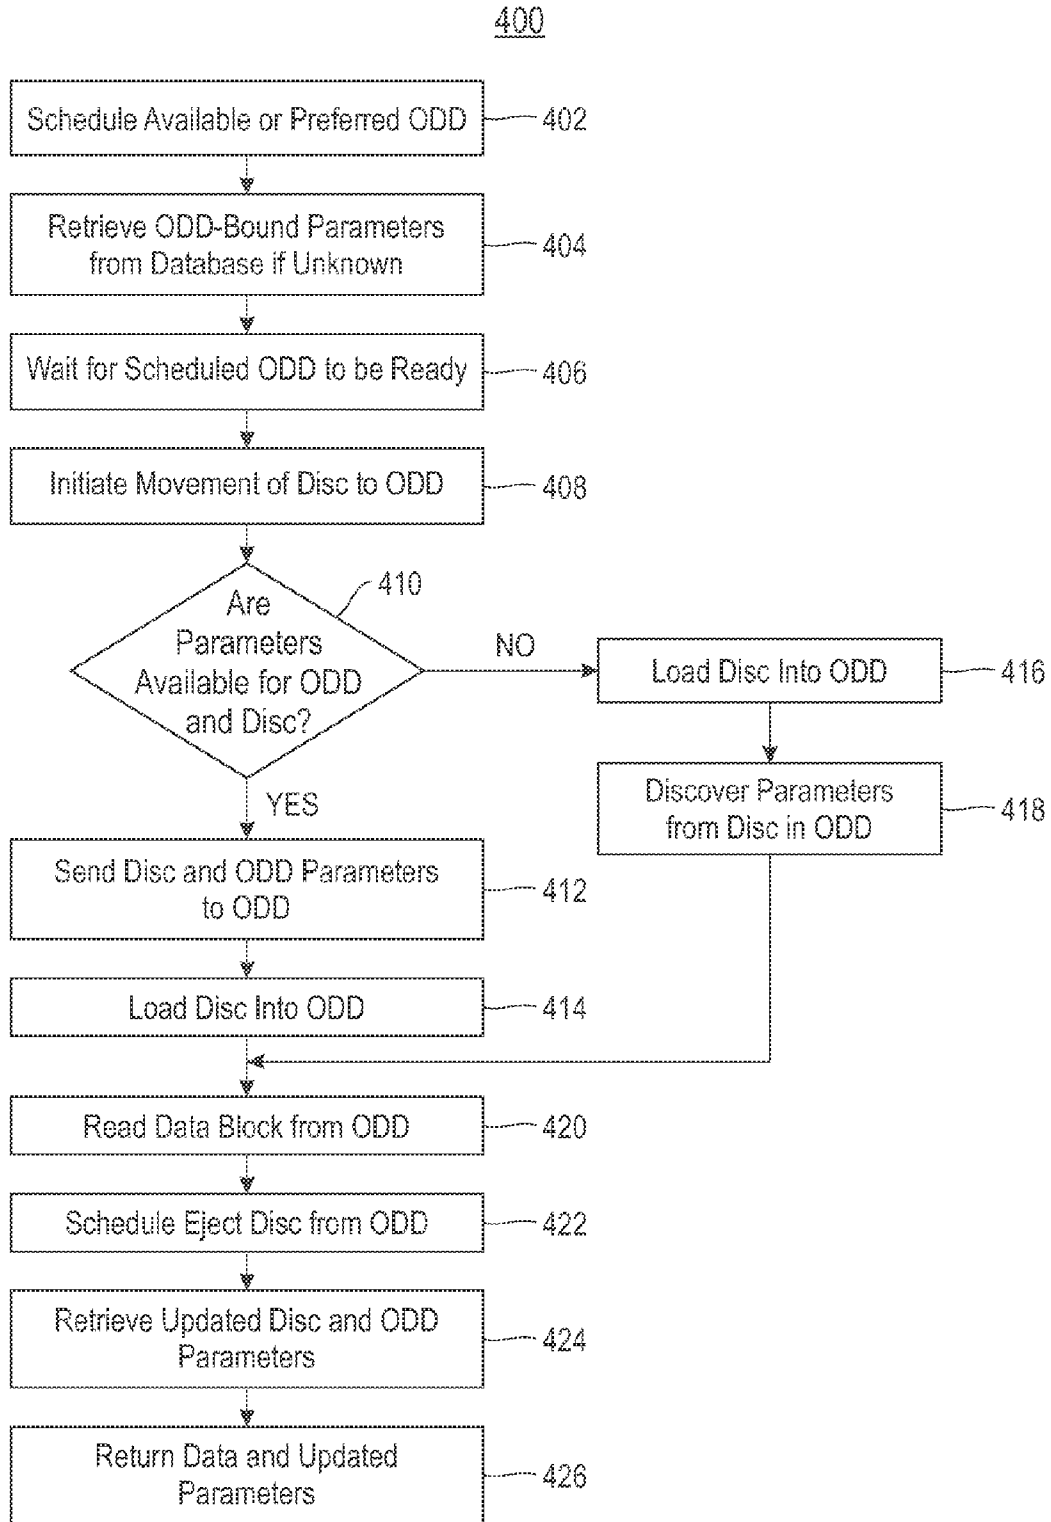 400
Schedule Available or Preferred ODD
402
Retrieve ODD-Bound Parameters
from Database if Unknown
404
Wait for Scheduled ODD to be Ready
406
Initiate Movement of Disc to ODD
408
410
Are
Parameters
Available for ODD
and Disc?
NO
YES
Load Disc Into ODD
416
Discover Parameters
from Disc in ODD
418
Send Disc and ODD Parameters
to ODD
412
Load Disc Into ODD
414
Read Data Block from ODD
420
Schedule Eject Disc from ODD
422
Retrieve Updated Disc and ODD
Parameters
424
Return Data and Updated
Parameters
426